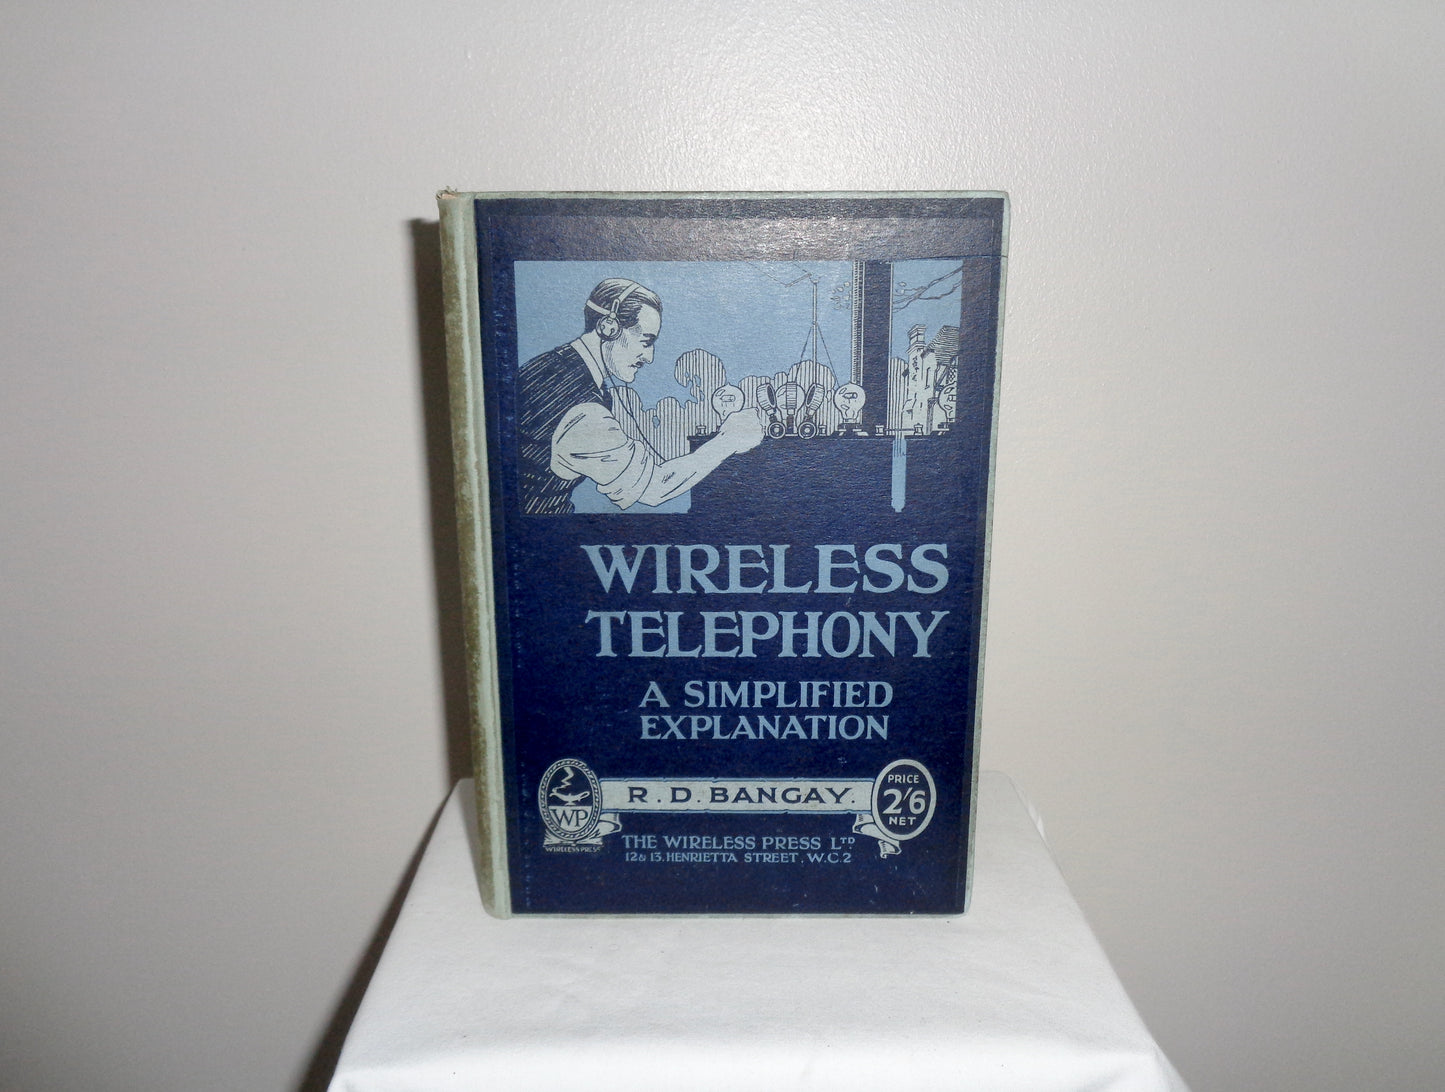 WIRELESS
TELEPHONY
A SIMPLIFIED
EXPLANATION
R. D. BANGAY.
PRICE
2/6
NET
WP
WIRELESS PRESS
THE WIRELESS PRESS LTD.
12 & 13, HENRIETTA STREET, W.C.2